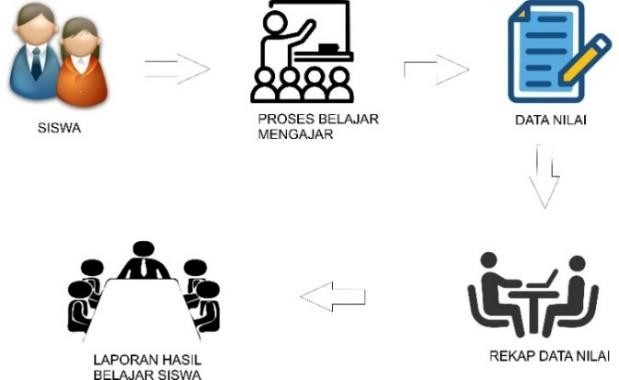 SISWA
PROSES BELAJAR
MENGAJAR
DATA NILAI
REKAP DATA NILAI
LAPORAN HASIL
BELAJAR SISWA